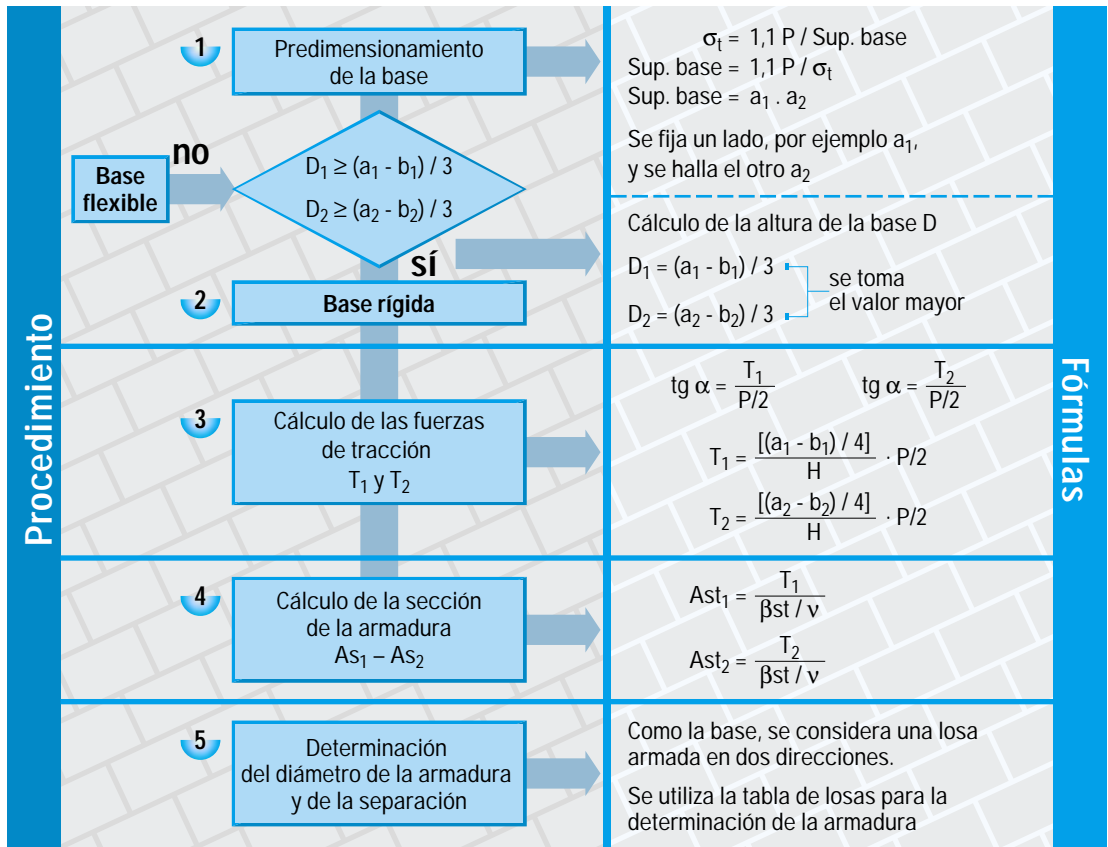 Procedimiento
Fórmulas
1
Predimensionamiento
de la base
σt = 1,1 P / Sup. base
Sup. base = 1,1 P / σt
Sup. base = a1 . a2
Se fija un lado, por ejemplo a1,
y se halla el otro a2
no
Base
flexible
D1 ≥ (a1 - b1) / 3
D2 ≥ (a2 - b2) / 3
sí
2
Base rígida
Cálculo de la altura de la base D
D1 = (a1 - b1) / 3
D2 = (a2 - b2) / 3
se toma
el valor mayor
3
Cálculo de las fuerzas
de tracción
T1 y T2
tg α = T1 / P/2 tg α = T2 / P/2
T1 = [(a1 - b1) / 4] / H · P/2
T2 = [(a2 - b2) / 4] / H · P/2
4
Cálculo de la sección
de la armadura
As1 – As2
Ast1 = T1 / βst / ν
Ast2 = T2 / βst / ν
5
Determinación
del diámetro de la armadura
y de la separación
Como la base, se considera una losa
armada en dos direcciones.
Se utiliza la tabla de losas para la
determinación de la armadura